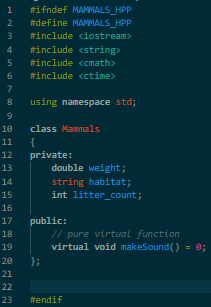 1 #ifndef MAMMALS_HPP
2 #define MAMMALS_HPP
3 #include <iostream>
4 #include <string>
5 #include <cmath>
6 #include <ctime>
7
8 using namespace std;
9
10 class Mammals
11 {
12 private:
13 double weight;
14 string habitat;
15 int litter_count;
16
17 public:
18 // pure virtual function
19 virtual void makeSound() = 0;
20 };
21
22
23 #endif